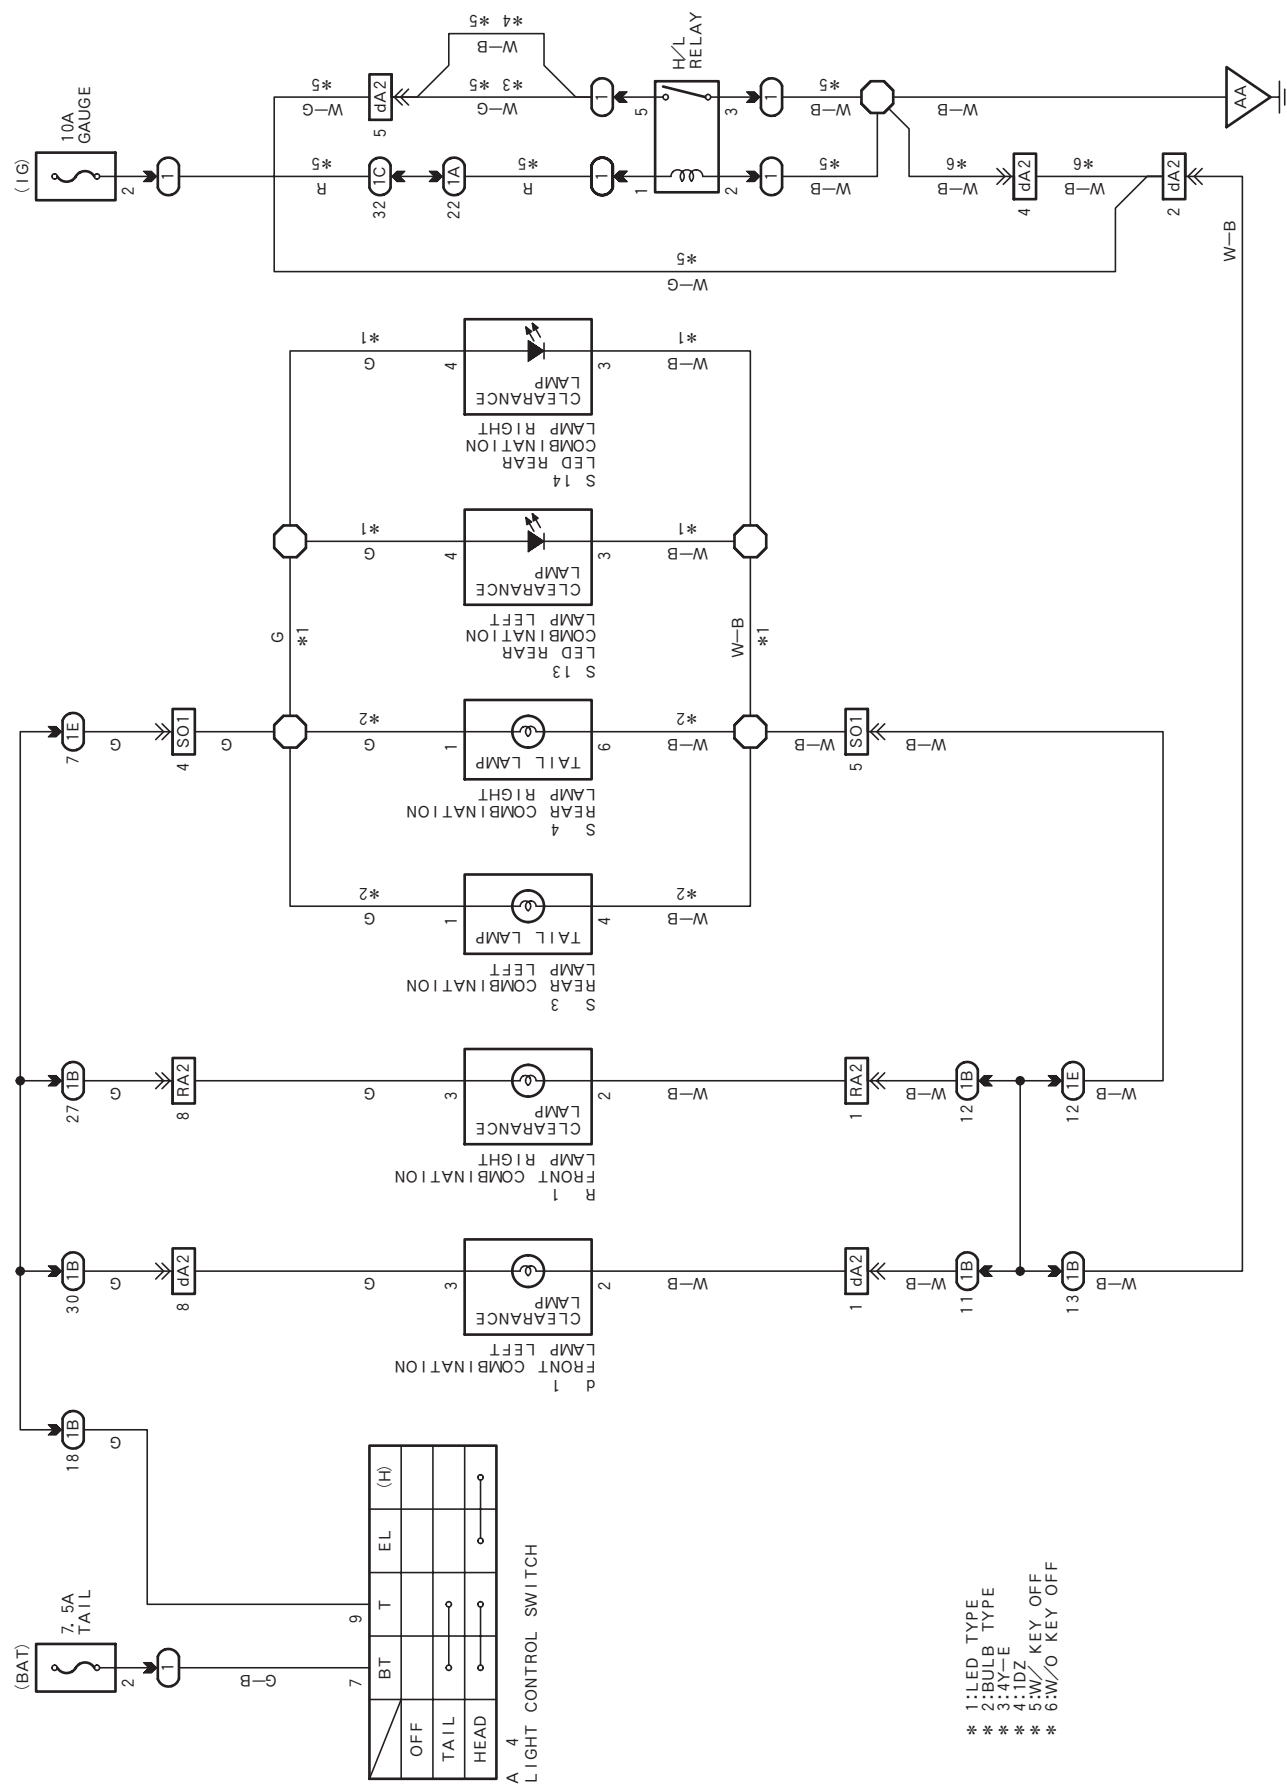 (BAT)
7.5A
TAIL
2
1
G-B
7
9
BT
T
EL
(H)
OFF
TAIL
HEAD
A 4
LIGHT CONTROL SWITCH
18
1B
G
30
1B
G
8
dA2
G
3
CLEARANCE
LAMP
2
d 1
FRONT COMBINATION
LAMP LEFT
W-B
1
dA2
W-B
11
1B
13
1B
W-B
27
1B
G
8
RA2
G
3
CLEARANCE
LAMP
2
R 1
FRONT COMBINATION
LAMP RIGHT
W-B
1
RA2
W-B
12
1B
12
1E
W-B
7
1E
G
4
SO1
G
G
*2
1
TAIL LAMP
4
S 3
REAR COMBINATION
LAMP LEFT
W-B
*2
G
*2
1
TAIL LAMP
6
S 4
REAR COMBINATION
LAMP RIGHT
W-B
*2
W-B
5
SO1
W-B
G
*1
W-B
*1
G
*1
4
CLEARANCE
LAMP
3
S 13
LED REAR
COMBINATION
LAMP LEFT
W-B
*1
G
*1
4
CLEARANCE
LAMP
3
S 14
LED REAR
COMBINATION
LAMP RIGHT
W-B
*1
(IG)
10A
GAUGE
2
1
R
*5
32
1C
22
1A
R
*5
1
1
2
1
W-B
*5
W-G
*5
5
dA2
W-G
*3 *5
W-B
*4 *5
1
5
3
H/L
RELAY
1
W-B
*5
W-B
AA
W-B
*6
4
dA2
W-B
*6
2
dA2
W-B
W-G
*5
* 1:LED TYPE
* 2:BULB TYPE
* 3:4Y-E
* 4:1DZ
* 5:W/ KEY OFF
* 6:W/O KEY OFF